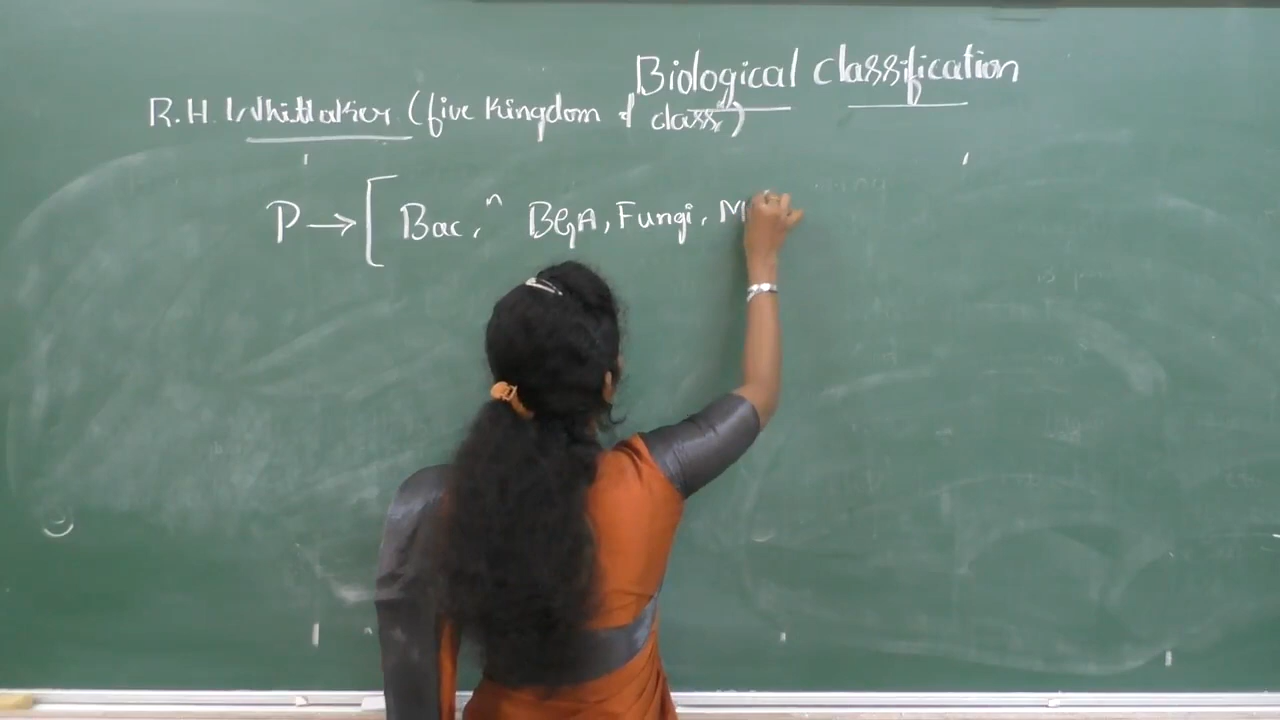 Biological classification
R.H. Whittaker (five kingdom of class)
P → [ Bac, n BGA, Fungi, M